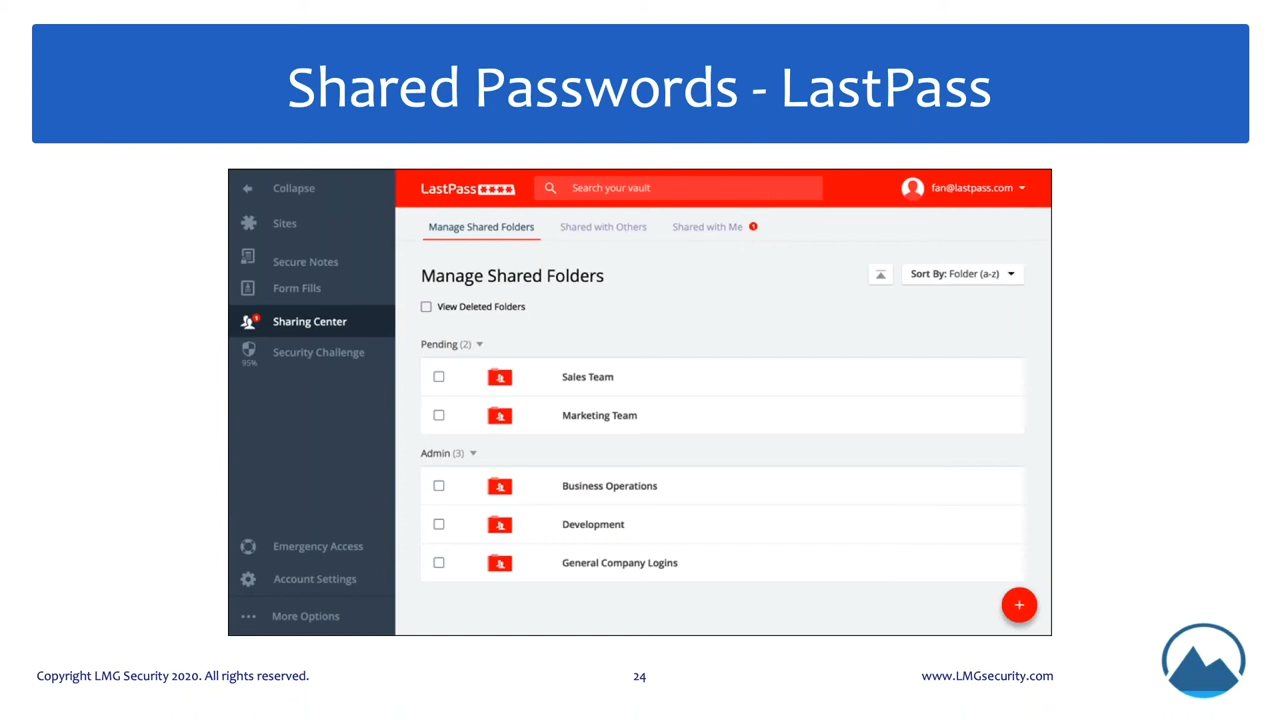 Shared Passwords - LastPass
Collapse
Sites
Secure Notes
Form Fills
1
Sharing Center
95%
Security Challenge
Emergency Access
Account Settings
More Options
LastPass
Search your vault
fan@lastpass.com
Manage Shared Folders
Shared with Others
Shared with Me 1
Manage Shared Folders
Sort By: Folder (a-z)
View Deleted Folders
Pending (2)
Sales Team
Marketing Team
Admin (3)
Business Operations
Development
General Company Logins
+
Copyright LMG Security 2020. All rights reserved.
24
www.LMGsecurity.com